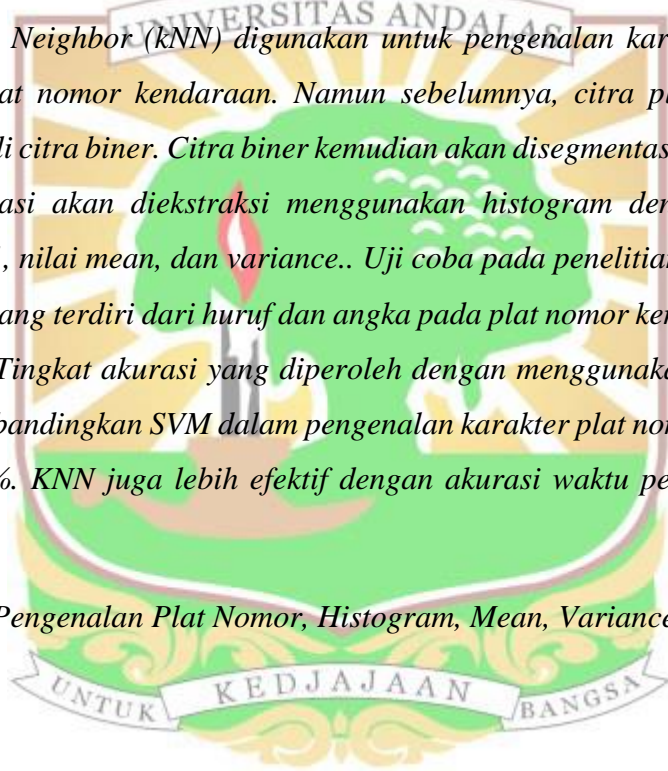 UNIVERSITAS ANDALAS
Neighbor (kNN) digunakan untuk pengenalan kar
at nomor kendaraan. Namun sebelumnya, citra pl
di citra biner. Citra biner kemudian akan disegmentas
asi akan diekstraksi menggunakan histogram den
, nilai mean, dan variance.. Uji coba pada penelitian
ang terdiri dari huruf dan angka pada plat nomor ken
Tingkat akurasi yang diperoleh dengan menggunaka
bandingkan SVM dalam pengenalan karakter plat nom
%. KNN juga lebih efektif dengan akurasi waktu pe
Pengenalan Plat Nomor, Histogram, Mean, Variance
UNTUK KEDJAJAAN BANGSA